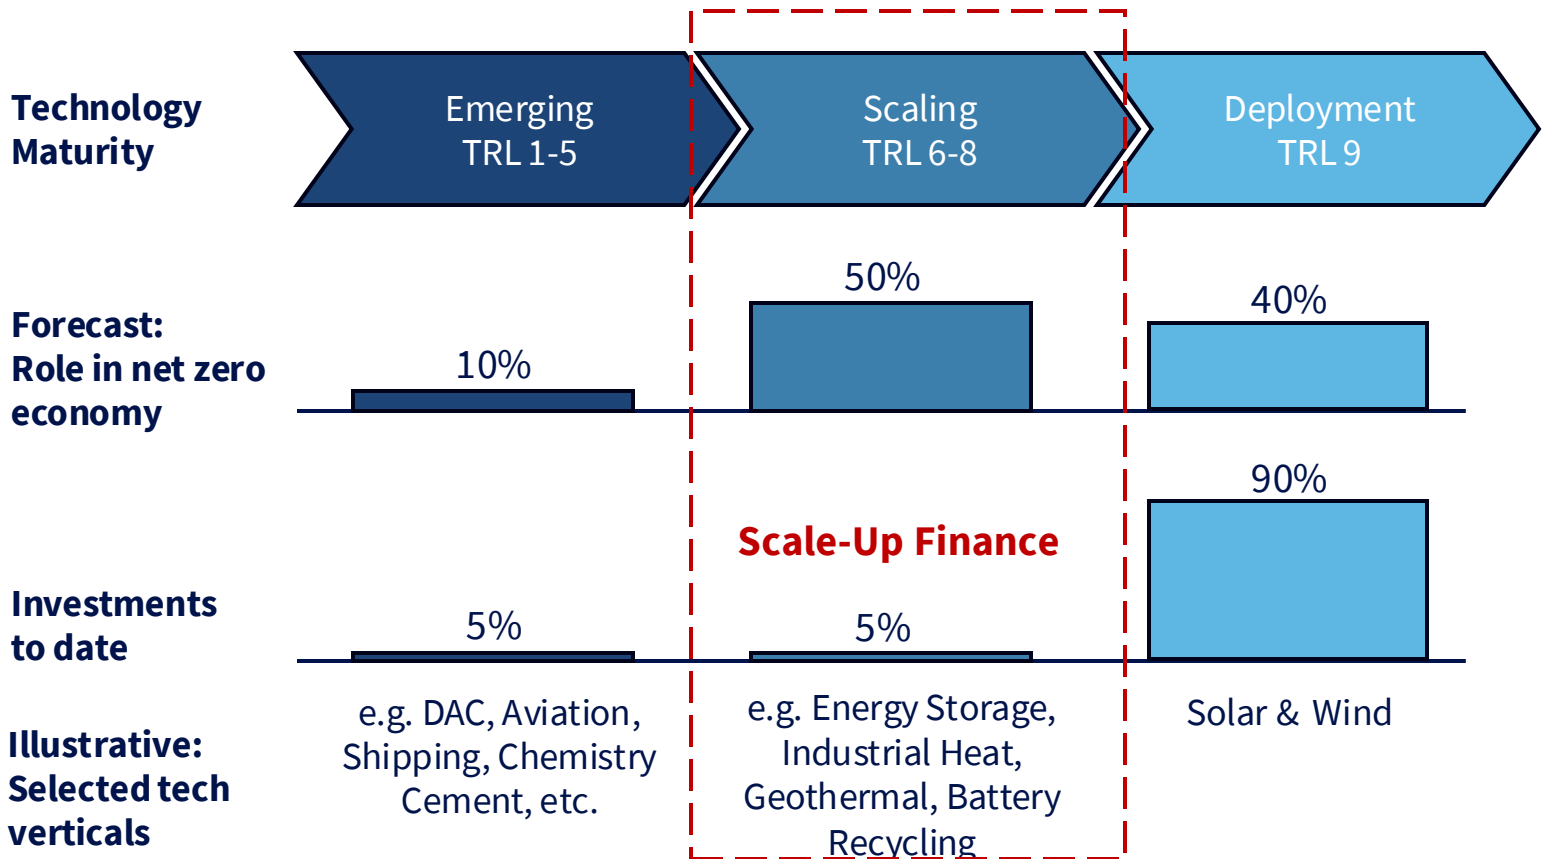 Technology
Maturity
Emerging
TRL 1-5
Scaling
TRL 6-8
Deployment
TRL 9
Forecast:
Role in net zero
economy
10%
50%
40%
Scale-Up Finance
Investments
to date
5%
5%
90%
Illustrative:
Selected tech
verticals
e.g. DAC, Aviation,
Shipping, Chemistry
Cement, etc.
e.g. Energy Storage,
Industrial Heat,
Geothermal, Battery
Recycling
Solar & Wind